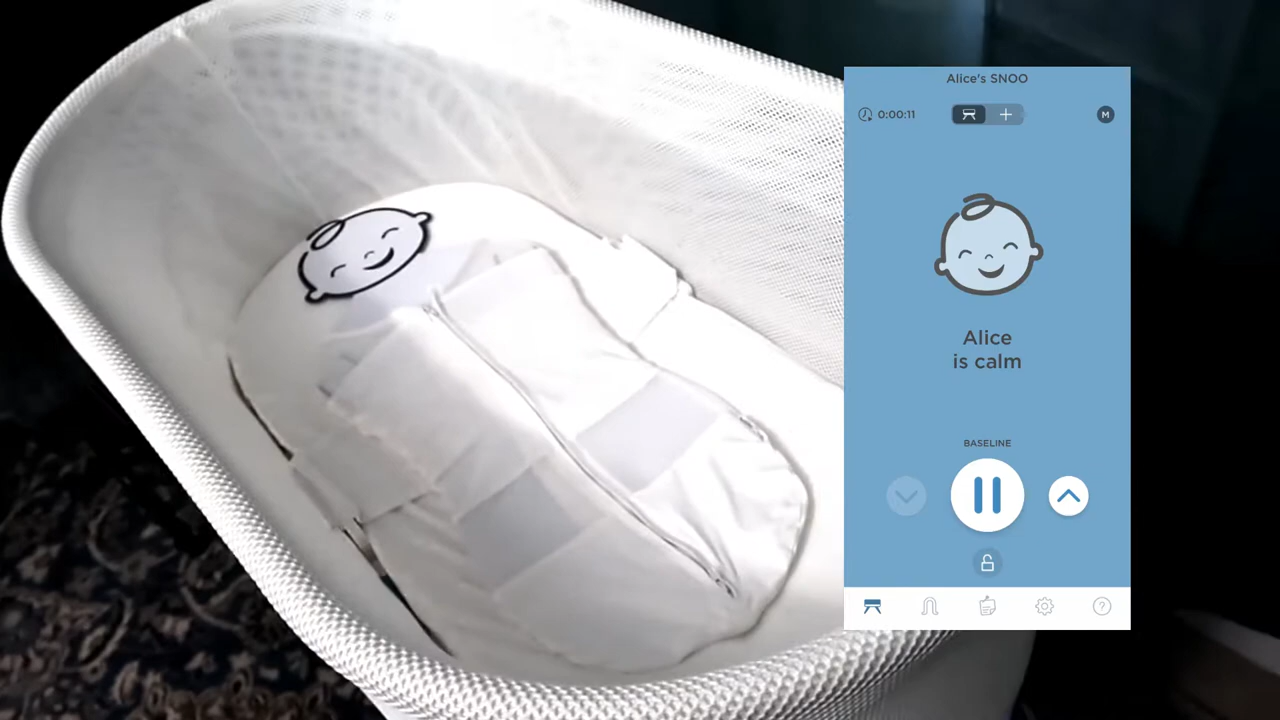 Alice's SNOO
0:00:11
M
Alice
is calm
BASELINE
?